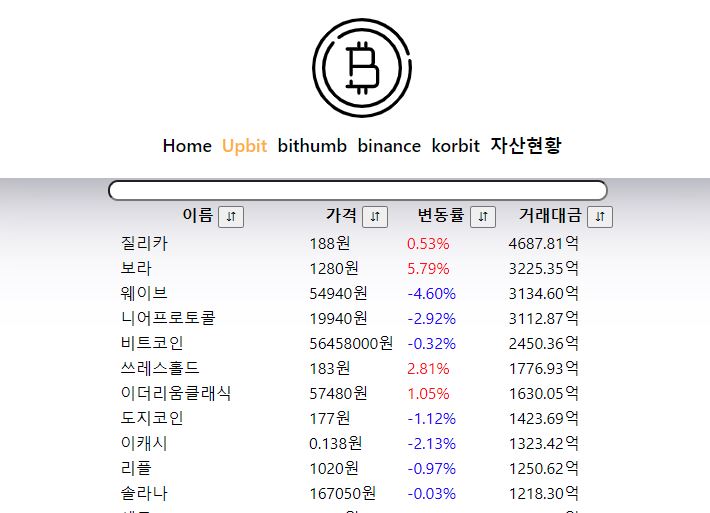 Home Upbit bithumb binance korbit 자산현황
이름 ↓↑ 가격 ↓↑ 변동률 ↓↑ 거래대금 ↓↑
질리카 188원 0.53% 4687.81억
보라 1280원 5.79% 3225.35억
웨이브 54940원 -4.60% 3134.60억
니어프로토콜 19940원 -2.92% 3112.87억
비트코인 56458000원 -0.32% 2450.36억
쓰레스홀드 183원 2.81% 1776.93억
이더리움클래식 57480원 1.05% 1630.05억
도지코인 177원 -1.12% 1423.69억
이캐시 0.138원 -2.13% 1323.42억
리플 1020원 -0.97% 1250.62억
솔라나 167050원 -0.03% 1218.30억